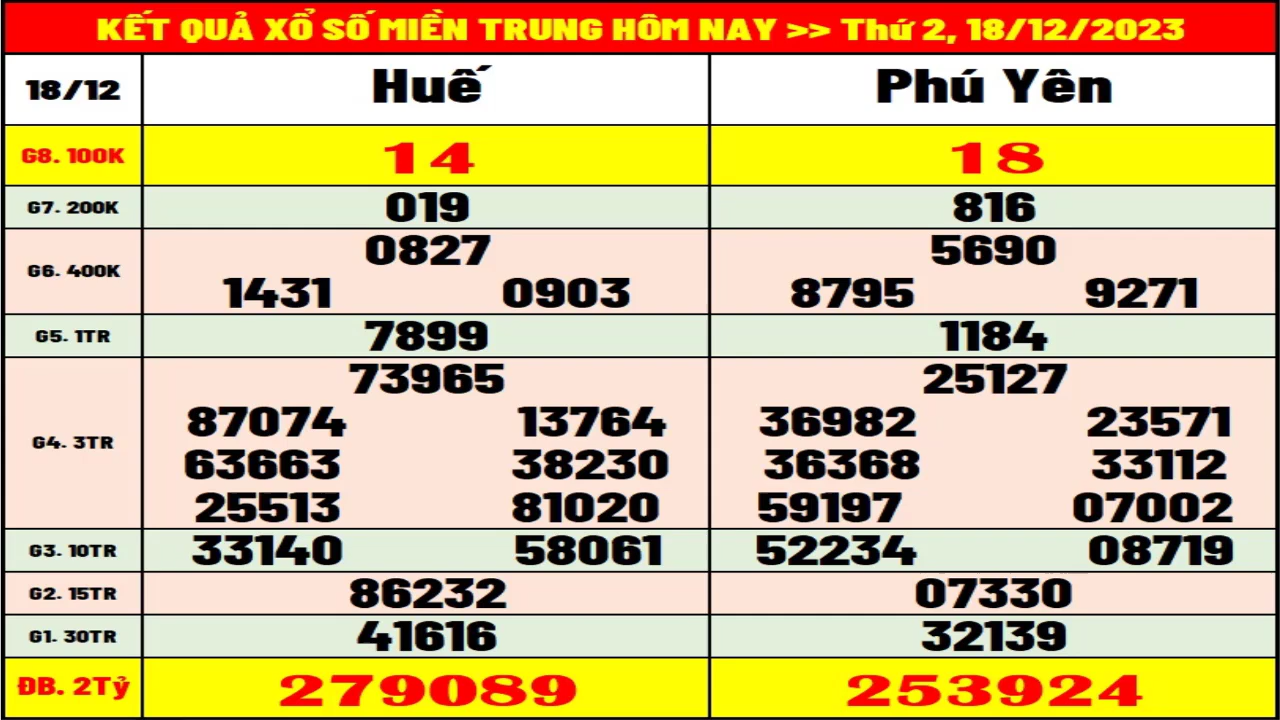 KẾT QUẢ XỔ SỐ MIỀN TRUNG HÔM NAY >> Thứ 2, 18/12/2023
18/12 Huế Phú Yên
G8. 100K 14 18
G7. 200K 019 816
0827 5690
G6. 400K
1431 0903 8795 9271
G5. 1TR 7899 1184
73965 25127
87074 13764 36982 23571
G4. 3TR
63663 38230 36368 33112
25513 81020 59197 07002
G3. 10TR 33140 58061 52234 08719
G2. 15TR 86232 07330
G1. 30TR 41616 32139
ĐB. 2Tỷ 279089 253924